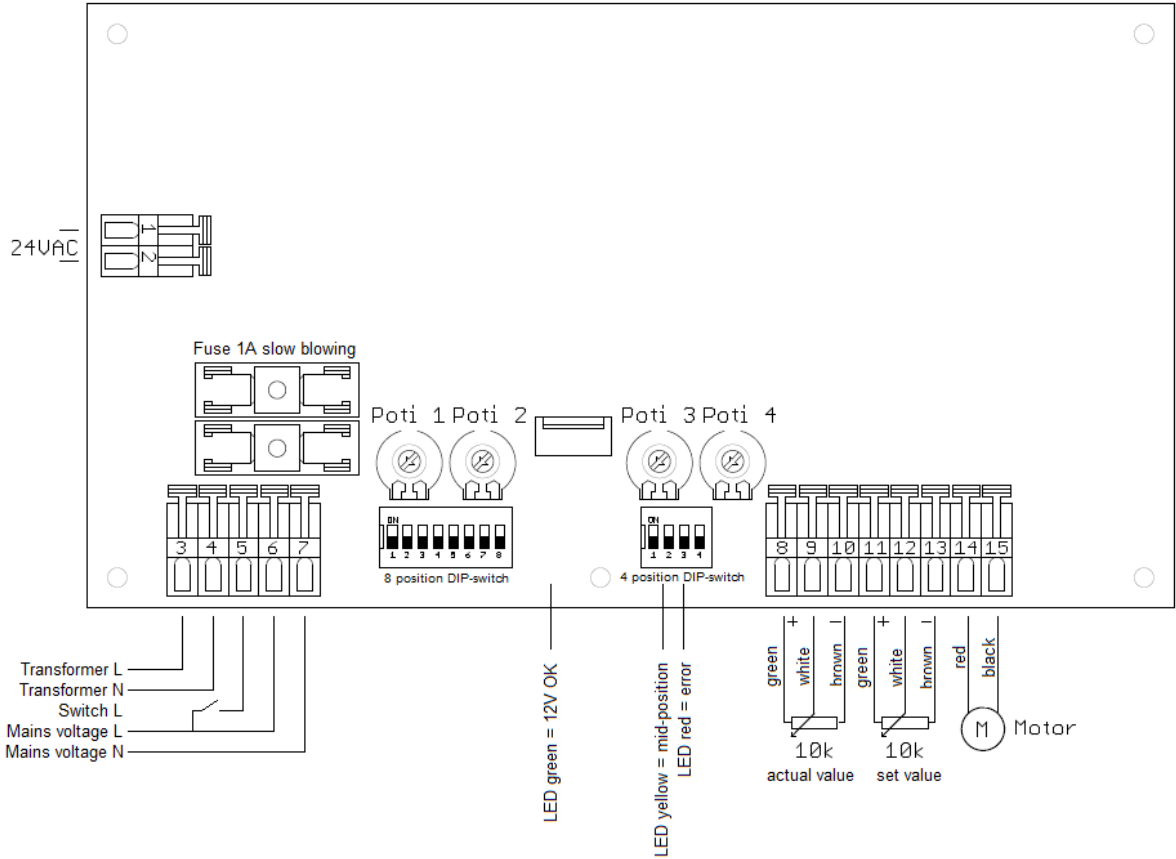 24VAC
1
2
Fuse 1A slow blowing
Poti 1 Poti 2
Poti 3 Poti 4
ON
1 2 3 4 5 6 7 8
8 position DIP-switch
ON
1 2 3 4
4 position DIP-switch
3 4 5 6 7
8 9 10 11 12 13 14 15
Transformer L
Transformer N
Switch L
Mains voltage L
Mains voltage N
LED green = 12V OK
LED yellow = mid-position
LED red = error
+ − + −
green
white
brown
green
white
brown
red
black
M Motor
10k
actual value
10k
set value